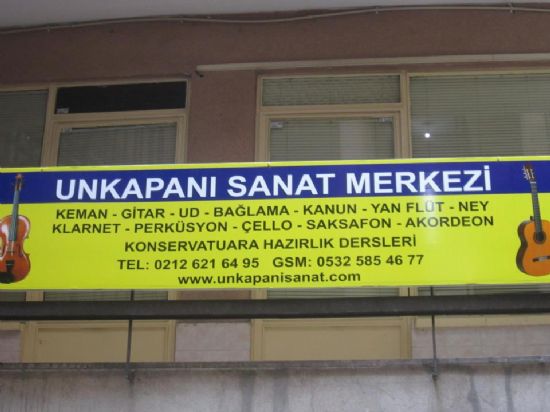 UNKAPANI SANAT MERKEZİ
KEMAN - GİTAR - UD - BAĞLAMA - KANUN - YAN FLÜT - NEY
KLARNET - PERKÜSYON - ÇELLO - SAKSAFON - AKORDEON
KONSERVATUARA HAZIRLIK DERSLERİ
TEL: 0212 621 64 95 GSM: 0532 585 46 77
www.unkapanisanat.com